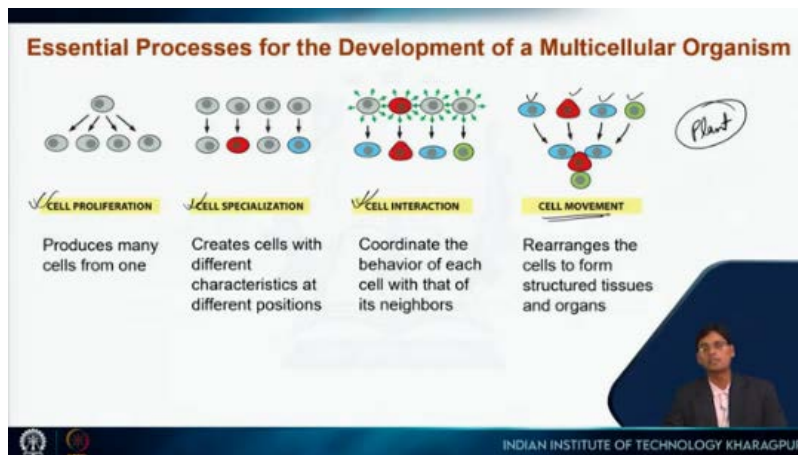 Essential Processes for the Development of a Multicellular Organism
Plant
CELL PROLIFERATION
Produces many
cells from one
CELL SPECIALIZATION
Creates cells with
different
characteristics at
different positions
CELL INTERACTION
Coordinate the
behavior of each
cell with that of
its neighbors
CELL MOVEMENT
Rearranges the
cells to form
structured tissues
and organs
INDIAN INSTITUTE OF TECHNOLOGY KHARAGPUR